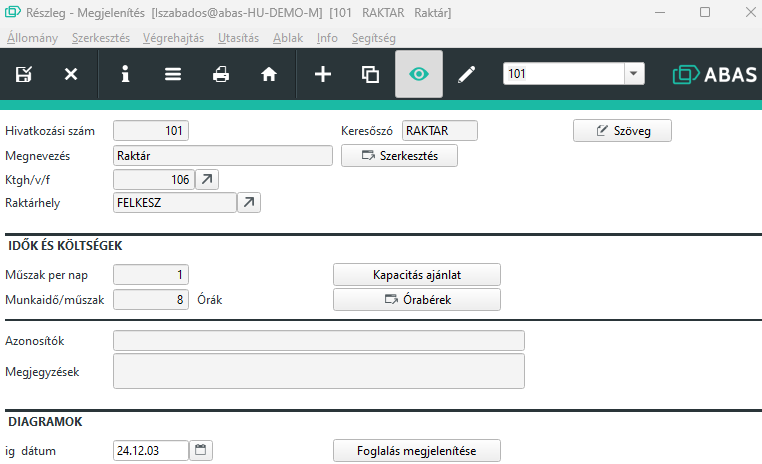 Részleg - Megjelenítés [lszabados@abas-HU-DEMO-M] [101 RAKTAR Raktár]
Állomány Szerkesztés Végrehajtás Utasítás Ablak Info Segítség
101 ABAS
Hivatkozási szám 101 Keresőszó RAKTAR Szöveg
Megnevezés Raktár Szerkesztés
Ktgh/v/f 106
Raktárhely FELKESZ
IDŐK ÉS KÖLTSÉGEK
Műszak per nap 1 Kapacitás ajánlat
Munkaidő/műszak 8 Órák Órabérek
Azonosítók
Megjegyzések
DIAGRAMOK
ig dátum 24.12.03 Foglalás megjelenítése